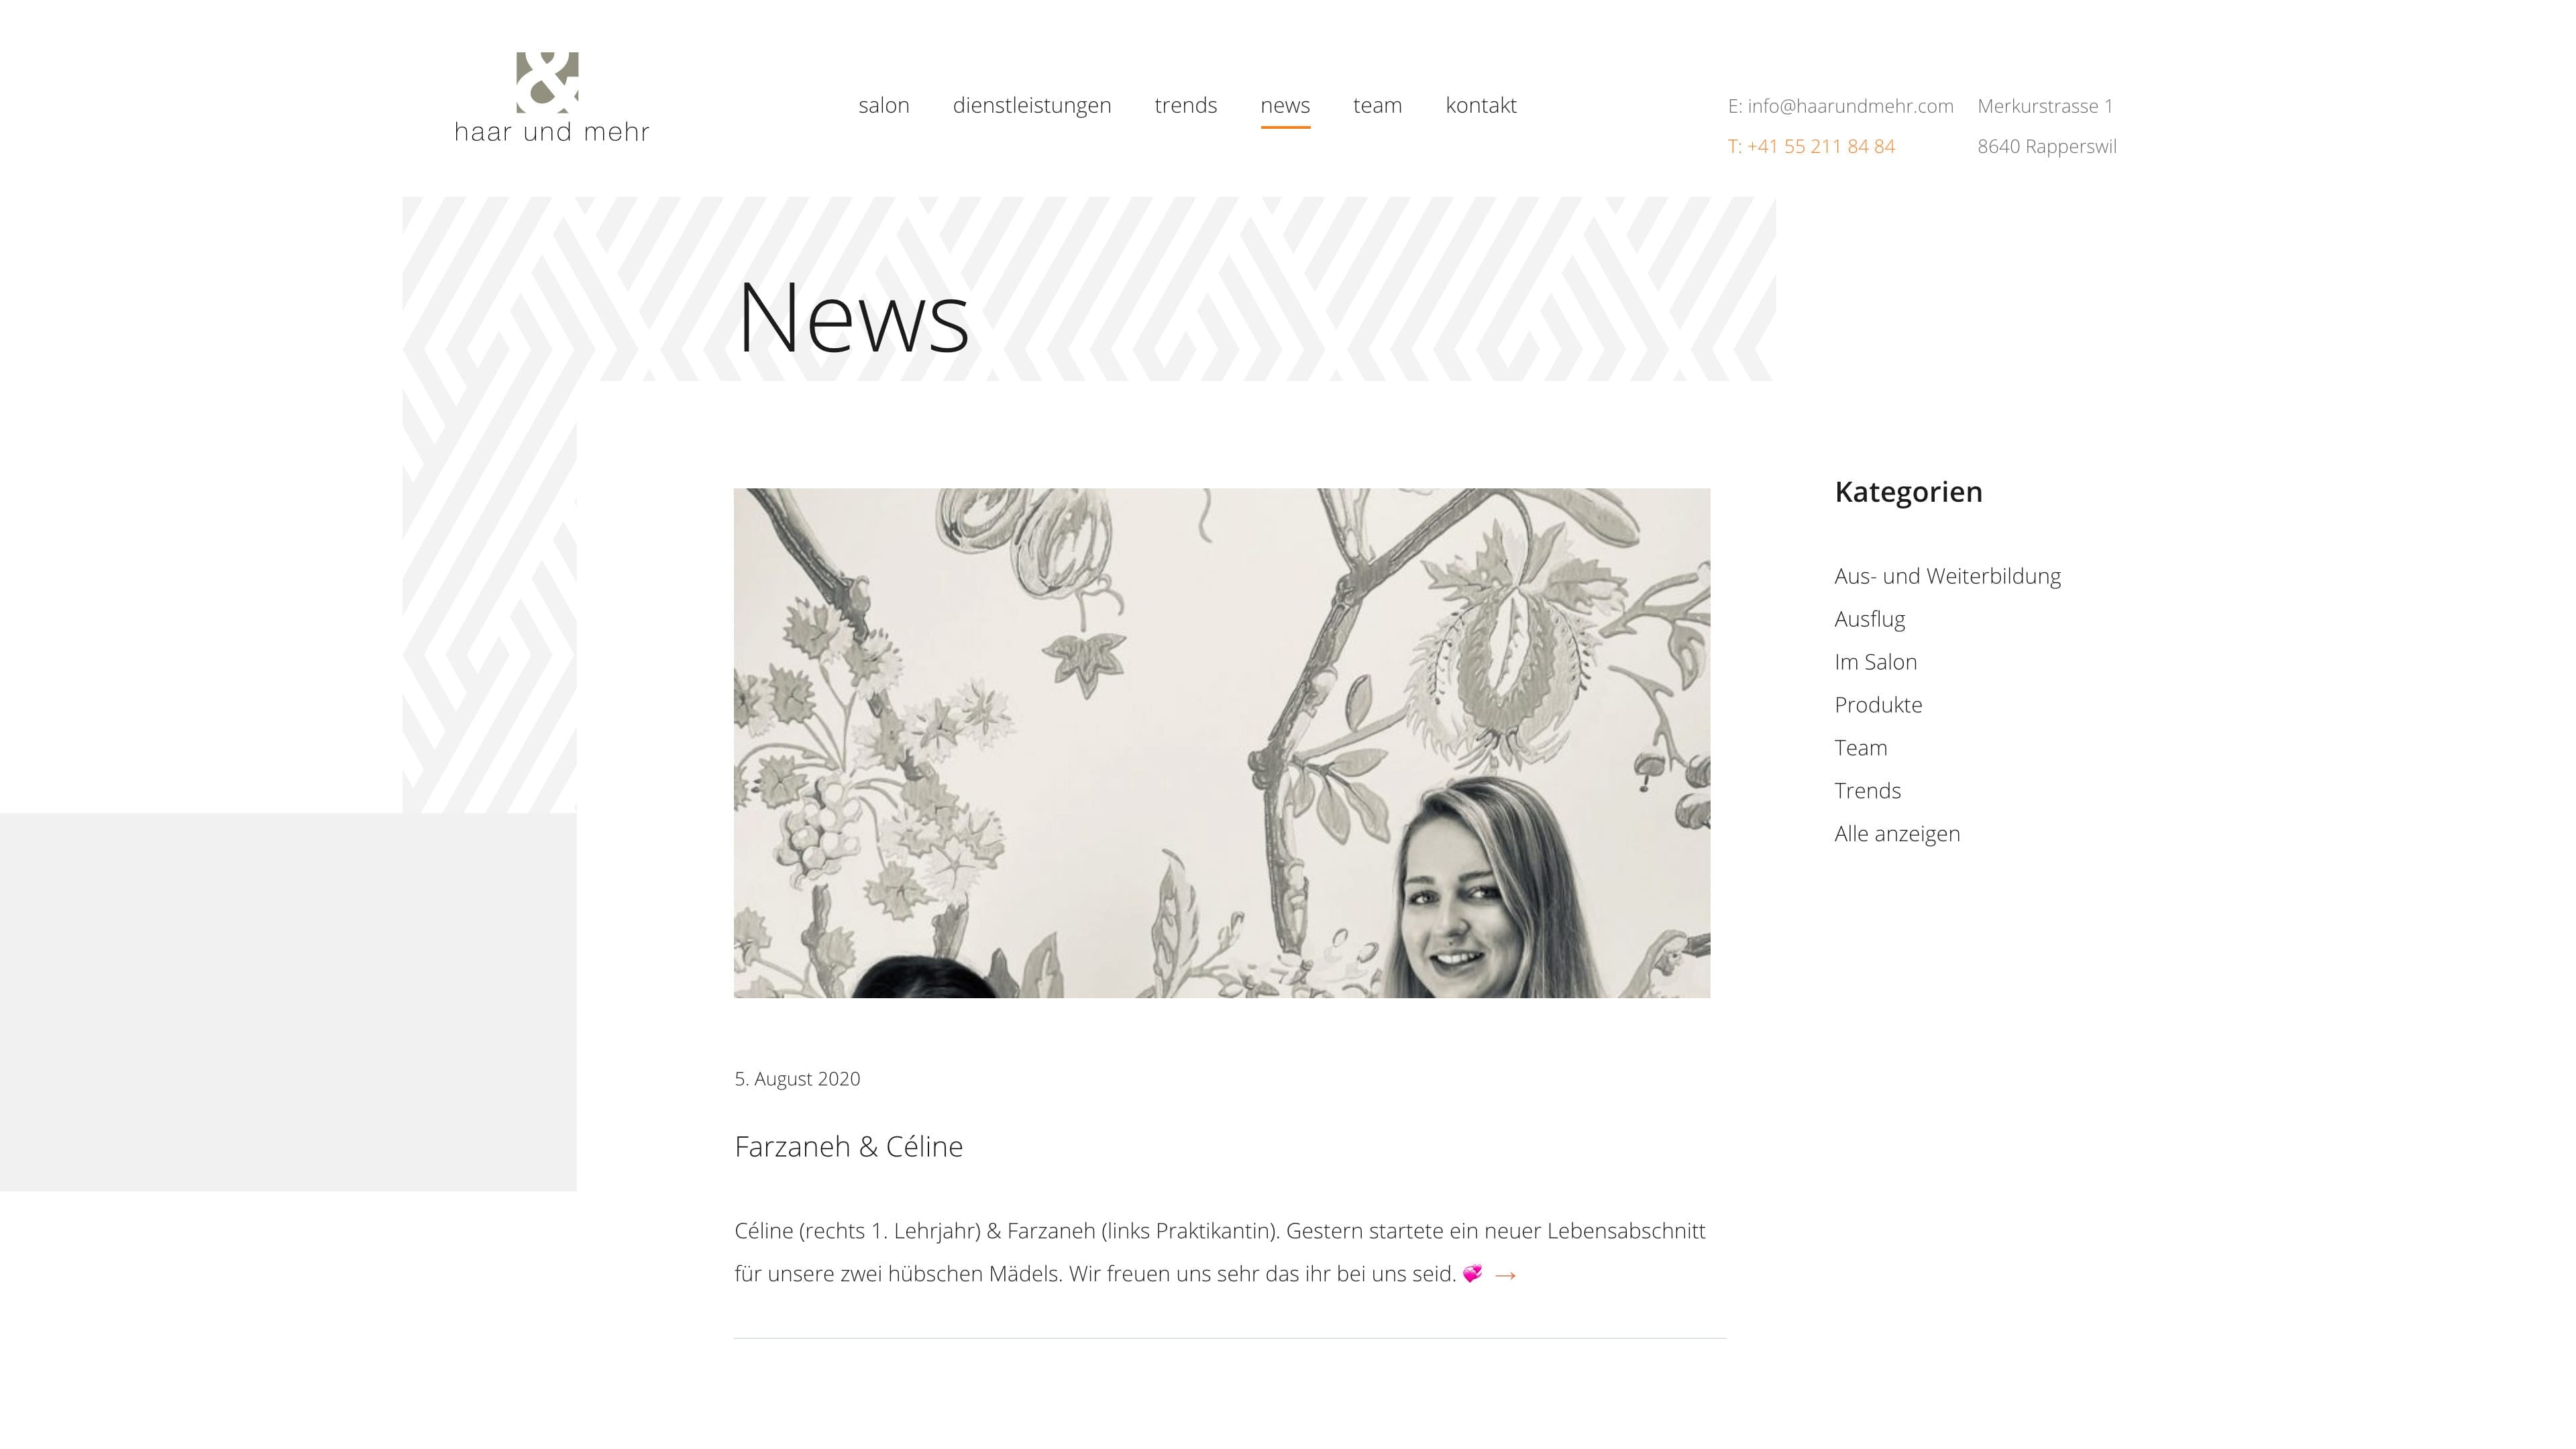 &
haar und mehr
salon
dienstleistungen
trends
news
team
kontakt
E: info@haarundmehr.com
T: +41 55 211 84 84
Merkurstrasse 1
8640 Rapperswil
News
5. August 2020
Farzaneh & Céline
Céline (rechts 1. Lehrjahr) & Farzaneh (links Praktikantin). Gestern startete ein neuer Lebensabschnitt
für unsere zwei hübschen Mädels. Wir freuen uns sehr das ihr bei uns seid. 💞 →
Kategorien
Aus- und Weiterbildung
Ausflug
Im Salon
Produkte
Team
Trends
Alle anzeigen